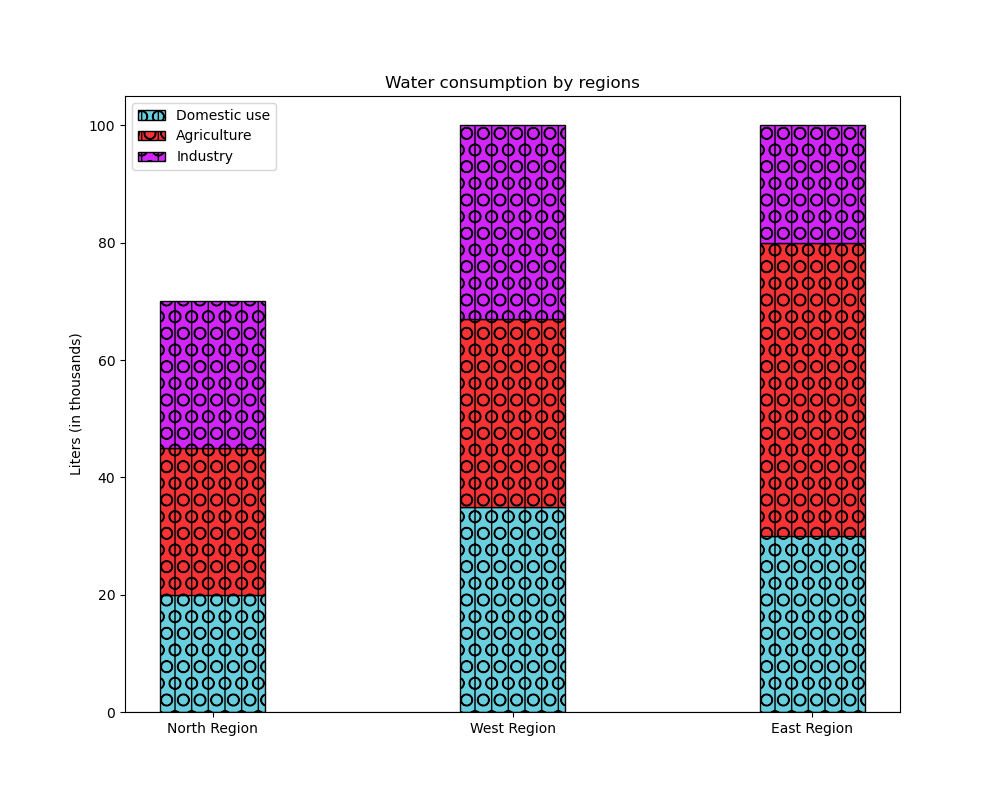 Water consumption by regions
Domestic use
Agriculture
Industry
100
80
60
40
20
0
Liters (in thousands)
North Region
West Region
East Region